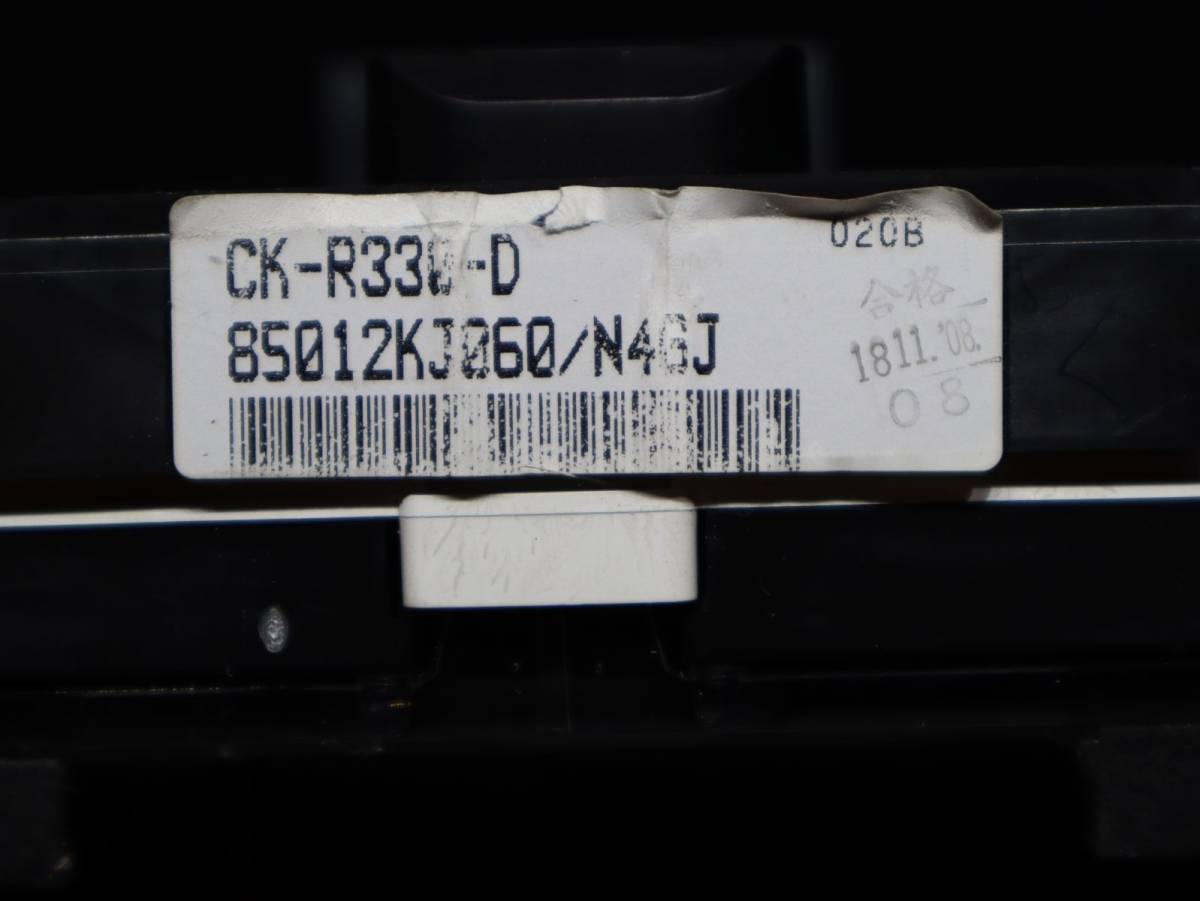 020B
CK-R330-D
85012KJ060/N4GJ
合格
1811.'08.
08